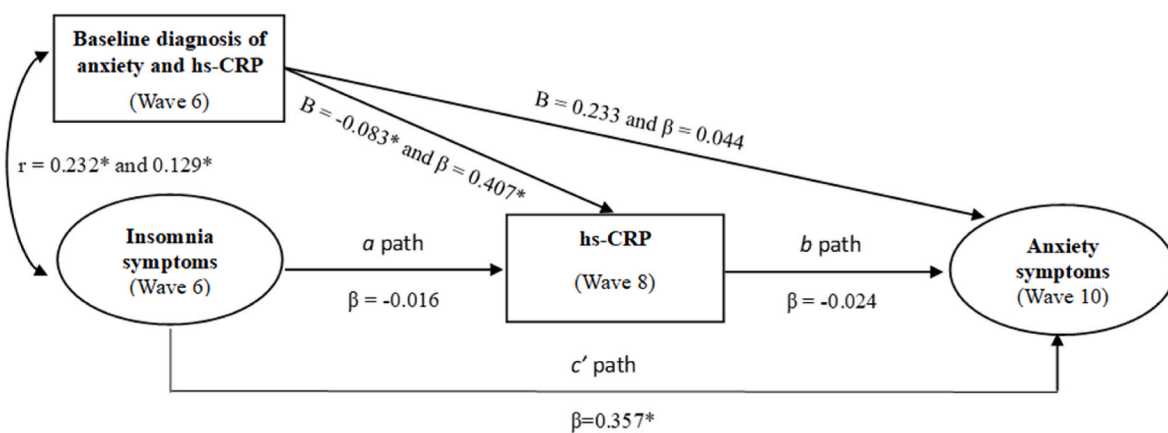 Baseline diagnosis of
anxiety and hs-CRP
(Wave 6)
B = 0.233 and β = 0.044
B = -0.083* and β = 0.407*
r = 0.232* and 0.129*
Insomnia
symptoms
(Wave 6)
a path
β = -0.016
hs-CRP
(Wave 8)
b path
β = -0.024
Anxiety
symptoms
(Wave 10)
c′ path
β=0.357*